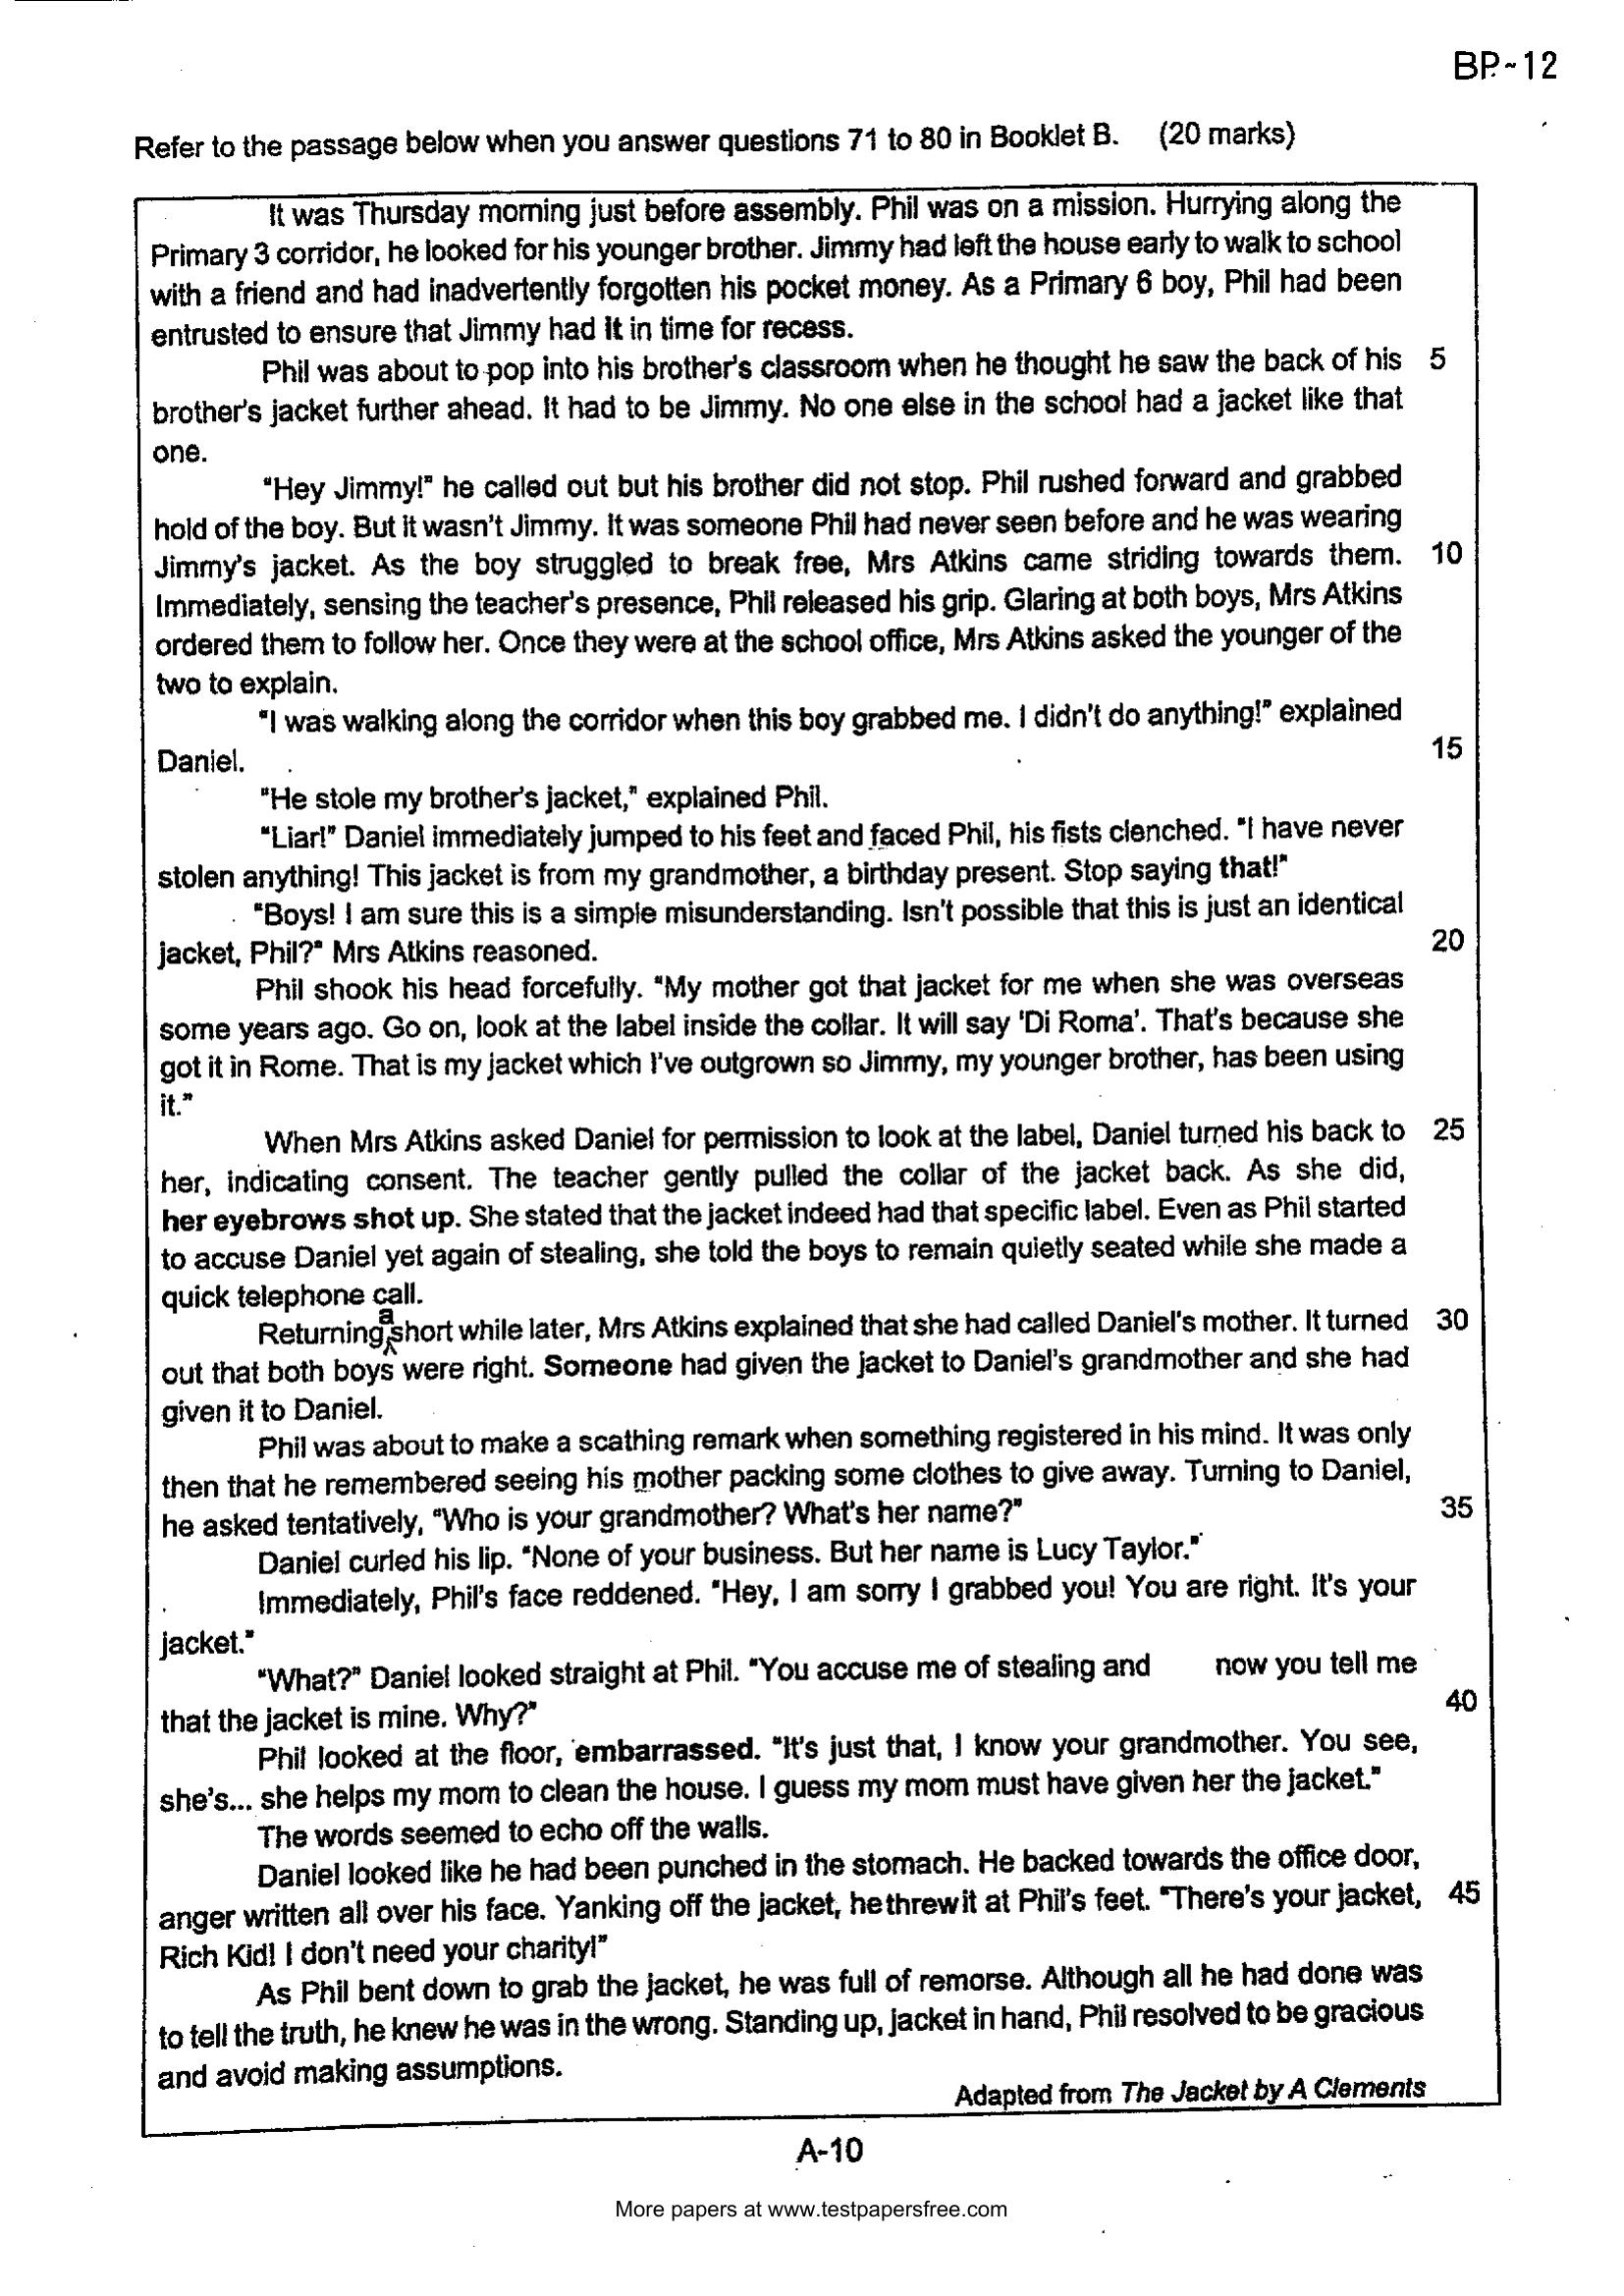 BP-12
Refer to the passage below when you answer questions 71 to 80 in Booklet B. (20 marks)
It was Thursday morning just before assembly. Phil was on a mission. Hurrying along the
Primary 3 corridor, he looked for his younger brother. Jimmy had left the house early to walk to school
with a friend and had inadvertently forgotten his pocket money. As a Primary 6 boy, Phil had been
entrusted to ensure that Jimmy had it in time for recess.
Phil was about to pop into his brother's classroom when he thought he saw the back of his 5
brother's jacket further ahead. It had to be Jimmy. No one else in the school had a jacket like that
one.
"Hey Jimmy!" he called out but his brother did not stop. Phil rushed forward and grabbed
hold of the boy. But it wasn't Jimmy. It was someone Phil had never seen before and he was wearing
Jimmy's jacket. As the boy struggled to break free, Mrs Atkins came striding towards them. 10
Immediately, sensing the teacher's presence, Phil released his grip. Glaring at both boys, Mrs Atkins
ordered them to follow her. Once they were at the school office, Mrs Atkins asked the younger of the
two to explain.
"I was walking along the corridor when this boy grabbed me. I didn't do anything!" explained
Daniel. 15
"He stole my brother's jacket," explained Phil.
"Liar!" Daniel immediately jumped to his feet and faced Phil, his fists clenched. "I have never
stolen anything! This jacket is from my grandmother, a birthday present. Stop saying that!"
"Boys! I am sure this is a simple misunderstanding. Isn't possible that this is just an identical
jacket, Phil?" Mrs Atkins reasoned. 20
Phil shook his head forcefully. "My mother got that jacket for me when she was overseas
some years ago. Go on, look at the label inside the collar. It will say 'Di Roma'. That's because she
got it in Rome. That is my jacket which I've outgrown so Jimmy, my younger brother, has been using
it."
When Mrs Atkins asked Daniel for permission to look at the label, Daniel turned his back to 25
her, indicating consent. The teacher gently pulled the collar of the jacket back. As she did,
her eyebrows shot up. She stated that the jacket indeed had that specific label. Even as Phil started
to accuse Daniel yet again of stealing, she told the boys to remain quietly seated while she made a
quick telephone call.
Returning a short while later, Mrs Atkins explained that she had called Daniel's mother. It turned 30
out that both boys were right. Someone had given the jacket to Daniel's grandmother and she had
given it to Daniel.
Phil was about to make a scathing remark when something registered in his mind. It was only
then that he remembered seeing his mother packing some clothes to give away. Turning to Daniel,
he asked tentatively, "Who is your grandmother? What's her name?" 35
Daniel curled his lip. "None of your business. But her name is Lucy Taylor."
Immediately, Phil's face reddened. "Hey, I am sorry I grabbed you! You are right. It's your
jacket."
"What?" Daniel looked straight at Phil. "You accuse me of stealing and now you tell me
that the jacket is mine. Why?" 40
Phil looked at the floor, embarrassed. "It's just that, I know your grandmother. You see,
she's... she helps my mom to clean the house. I guess my mom must have given her the jacket."
The words seemed to echo off the walls.
Daniel looked like he had been punched in the stomach. He backed towards the office door,
anger written all over his face. Yanking off the jacket, he threw it at Phil's feet. "There's your jacket, 45
Rich Kid! I don't need your charity!"
As Phil bent down to grab the jacket, he was full of remorse. Although all he had done was
to tell the truth, he knew he was in the wrong. Standing up, jacket in hand, Phil resolved to be gracious
and avoid making assumptions.
Adapted from The Jacket by A Clements
A-10
More papers at www.testpapersfree.com